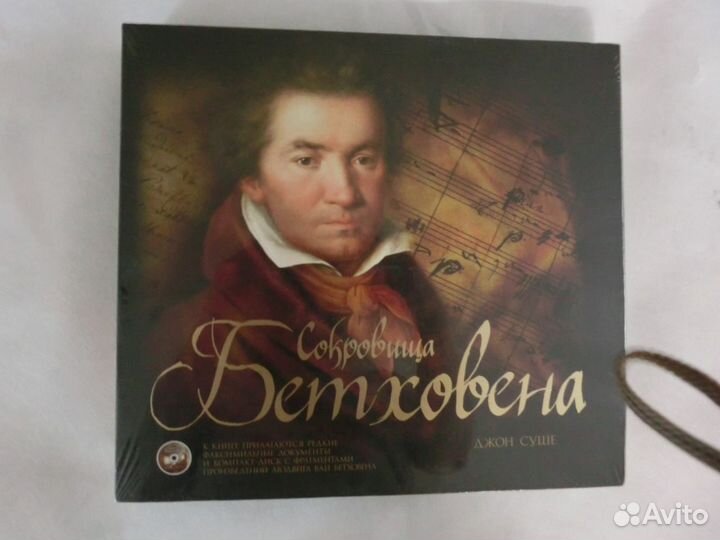 Сокровища
Бетховена
ДЖОН СУШЕ
К КНИГЕ ПРИЛАГАЮТСЯ РЕДКИЕ
ФАКСИМИЛЬНЫЕ ДОКУМЕНТЫ
И КОМПАКТ-ДИСК С ФРАГМЕНТАМИ
ПРОИЗВЕДЕНИЙ ЛЮДВИГА ВАН БЕТХОВЕНА
Avito